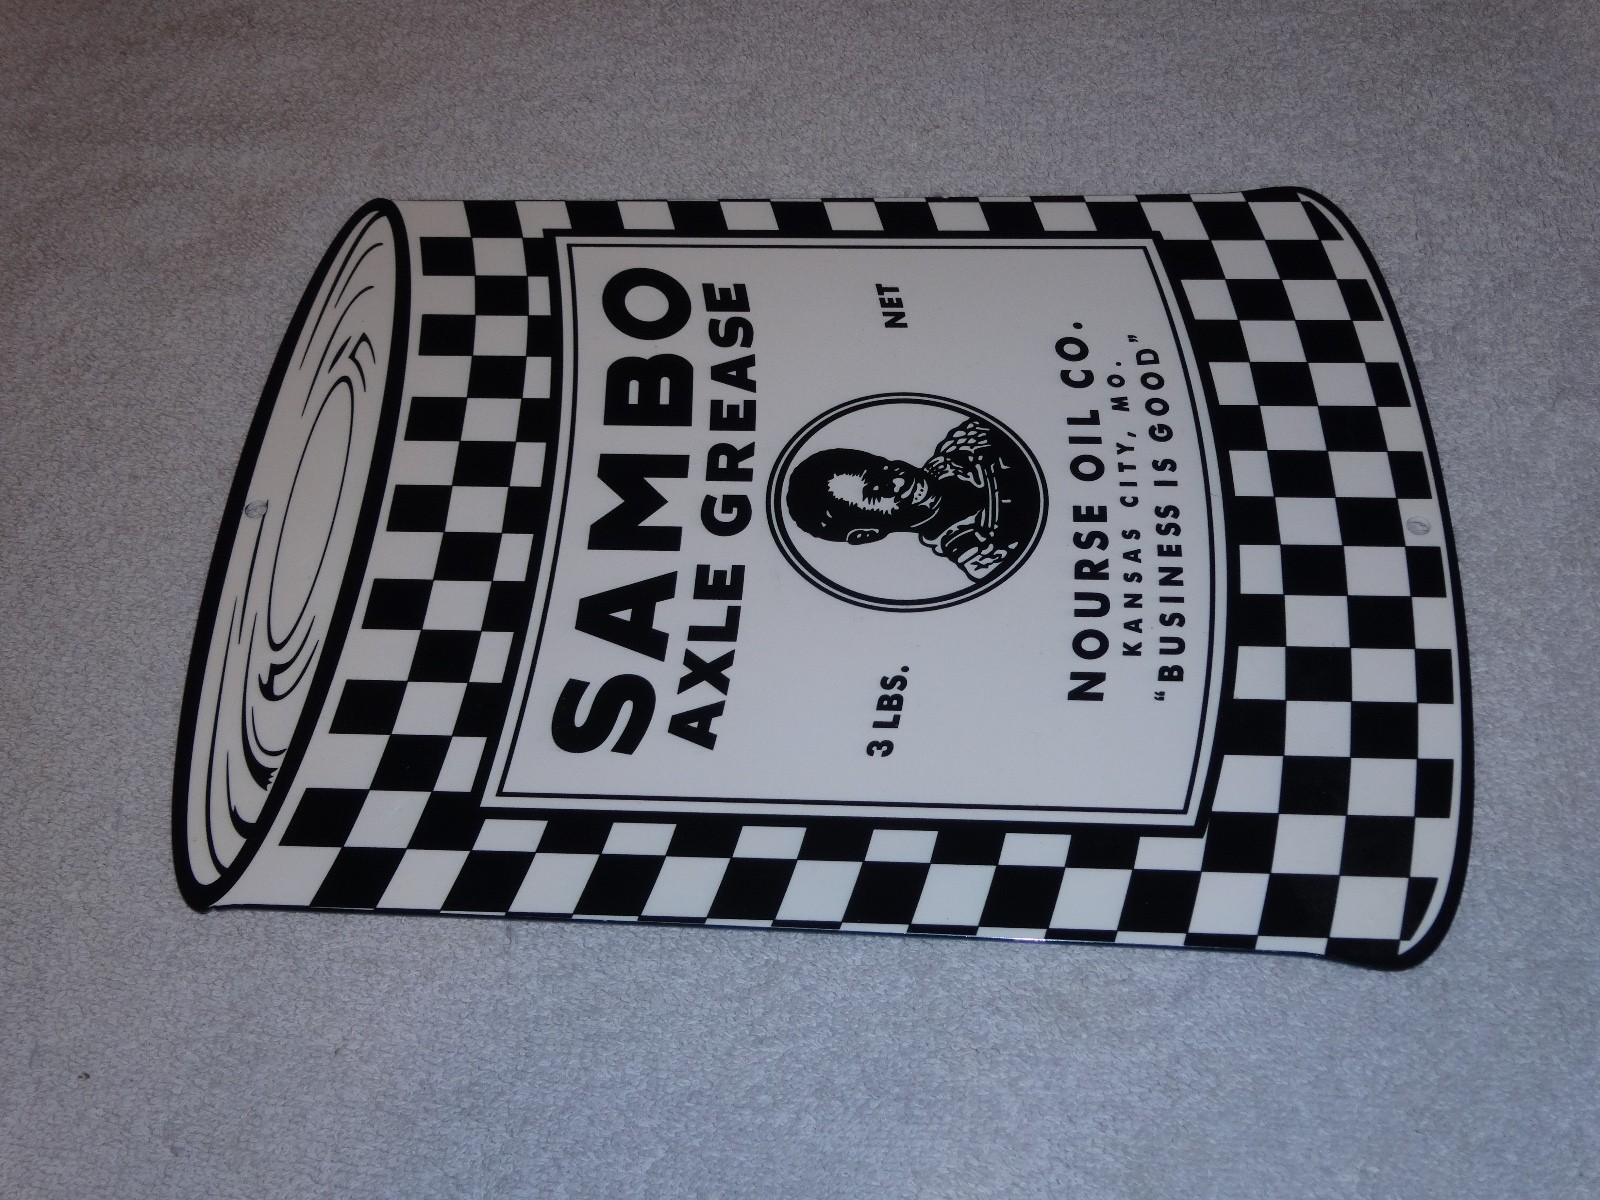 SAMBO
AXLE GREASE
3 LBS. NET
NOURSE OIL CO.
KANSAS CITY, MO.
"BUSINESS IS GOOD"